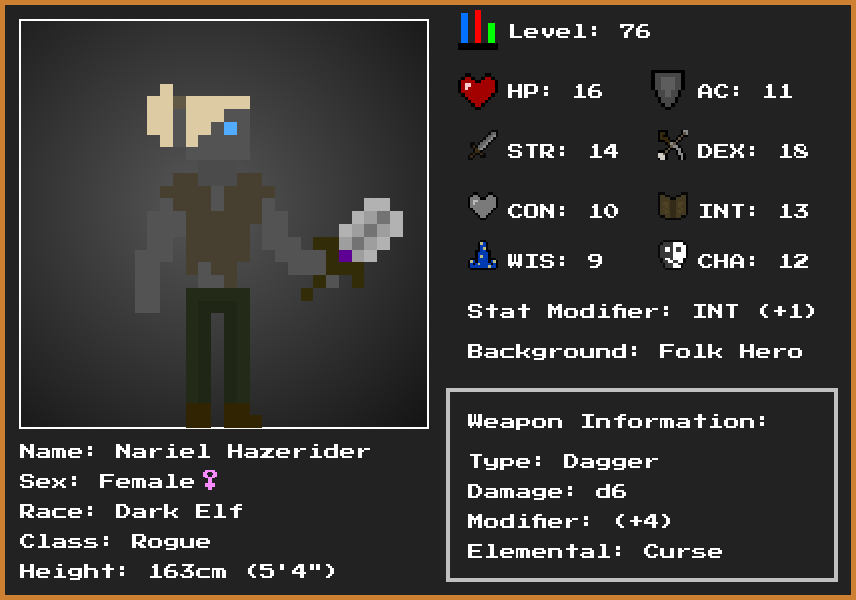 Level: 76
HP: 16
AC: 11
STR: 14
DEX: 18
CON: 10
INT: 13
WIS: 9
CHA: 12
Stat Modifier: INT (+1)
Background: Folk Hero
Weapon Information:
Type: Dagger
Damage: d6
Modifier: (+4)
Elemental: Curse
Name: Nariel Hazerider
Sex: Female♀
Race: Dark Elf
Class: Rogue
Height: 163cm (5'4")